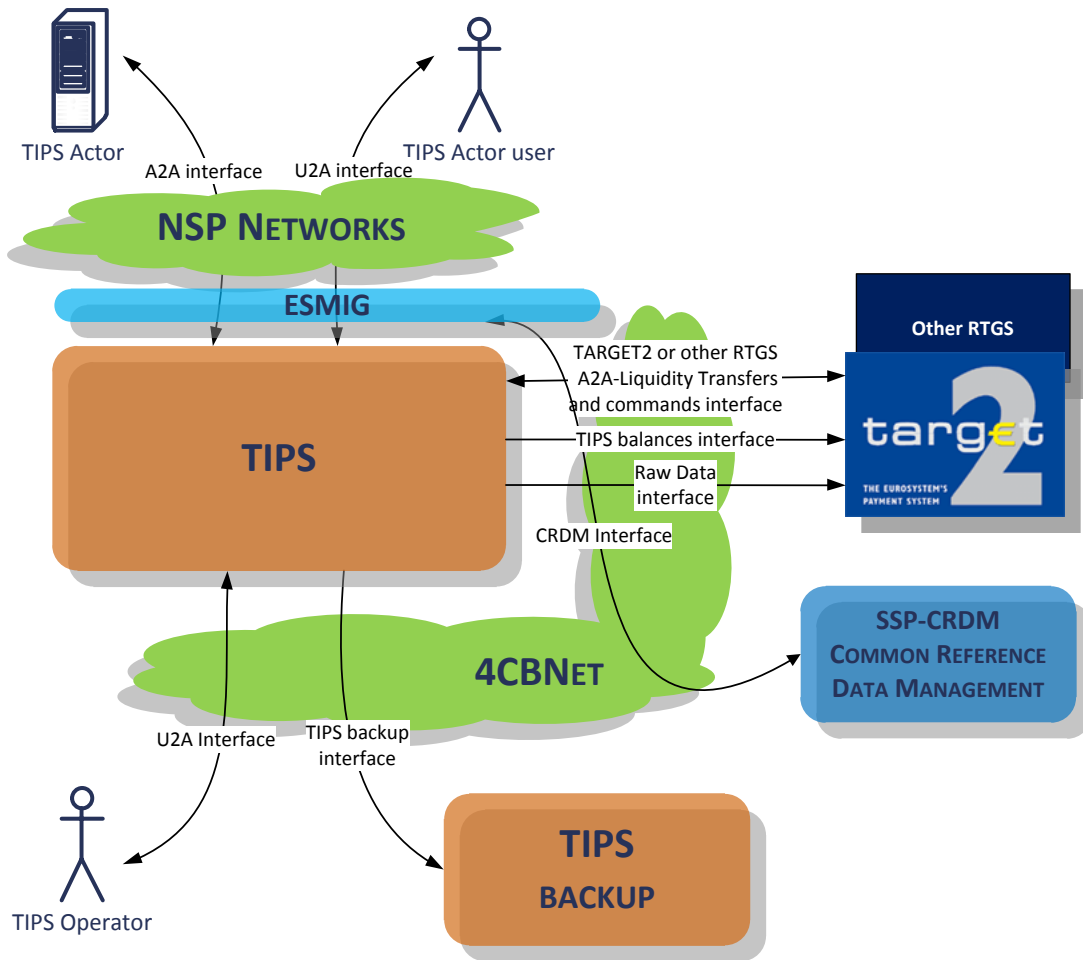 TIPS Actor
TIPS Actor user
A2A interface
U2A interface
NSP NETWORKS
ESMIG
Other RTGS
TARGET2 or other RTGS
A2A-Liquidity Transfers
and commands interface
TIPS
TIPS balances interface
Raw Data
interface
target
2
THE EUROSYSTEM'S
PAYMENT SYSTEM
CRDM Interface
SSP-CRDM
COMMON REFERENCE
DATA MANAGEMENT
4CBNET
U2A Interface
TIPS backup
interface
TIPS
BACKUP
TIPS Operator